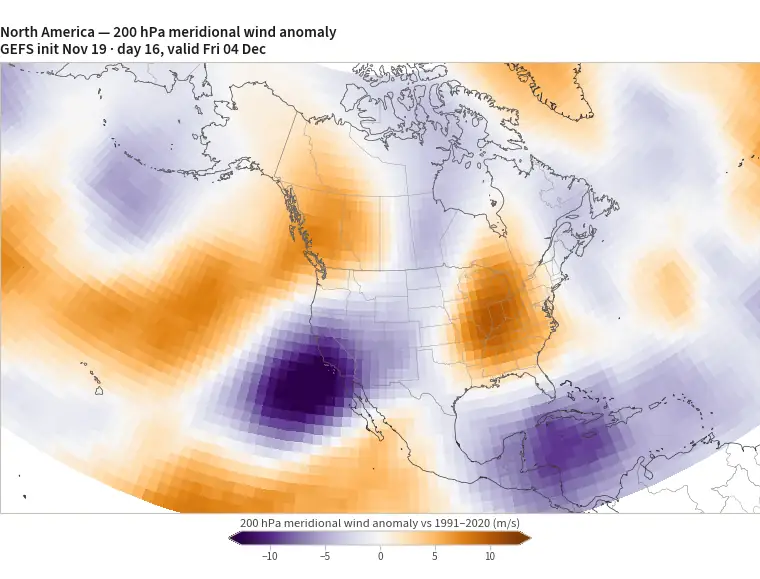 North America — 200 hPa meridional wind anomaly
GEFS init Nov 19 · day 16, valid Fri 04 Dec
200 hPa meridional wind anomaly vs 1991–2020 (m/s)
−10 −5 0 5 10